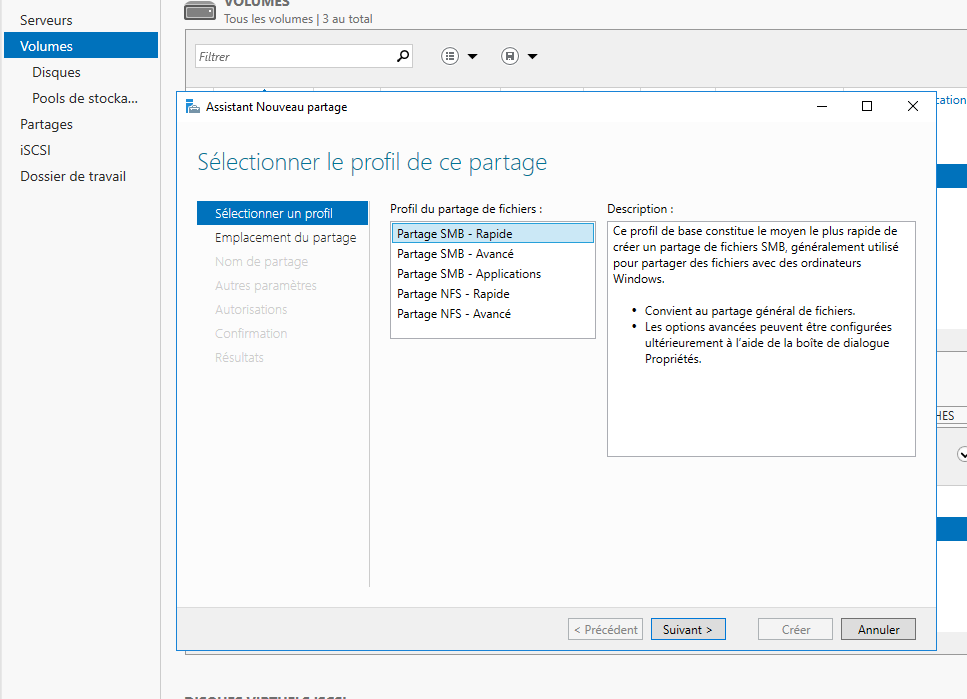 Serveurs
Volumes
Disques
Pools de stocka...
Partages
iSCSI
Dossier de travail
VOLUMES
Tous les volumes | 3 au total
Filtrer
Assistant Nouveau partage
Sélectionner le profil de ce partage
Sélectionner un profil
Emplacement du partage
Nom de partage
Autres paramètres
Autorisations
Confirmation
Résultats
Profil du partage de fichiers :
Partage SMB - Rapide
Partage SMB - Avancé
Partage SMB - Applications
Partage NFS - Rapide
Partage NFS - Avancé
Description :
Ce profil de base constitue le moyen le plus rapide de
créer un partage de fichiers SMB, généralement utilisé
pour partager des fichiers avec des ordinateurs
Windows.
• Convient au partage général de fichiers.
• Les options avancées peuvent être configurées
ultérieurement à l'aide de la boîte de dialogue
Propriétés.
< Précédent
Suivant >
Créer
Annuler
cation
HES
DISQUES VIRTUELS iSCSI